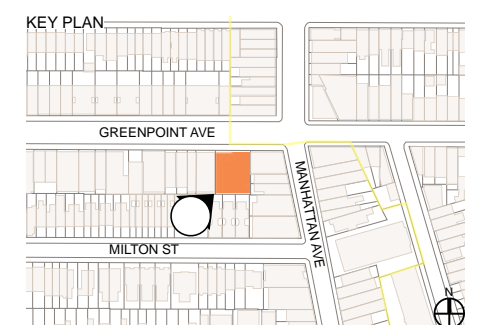 KEY PLAN
GREENPOINT AVE
MANHATTAN AVE
MILTON ST
N